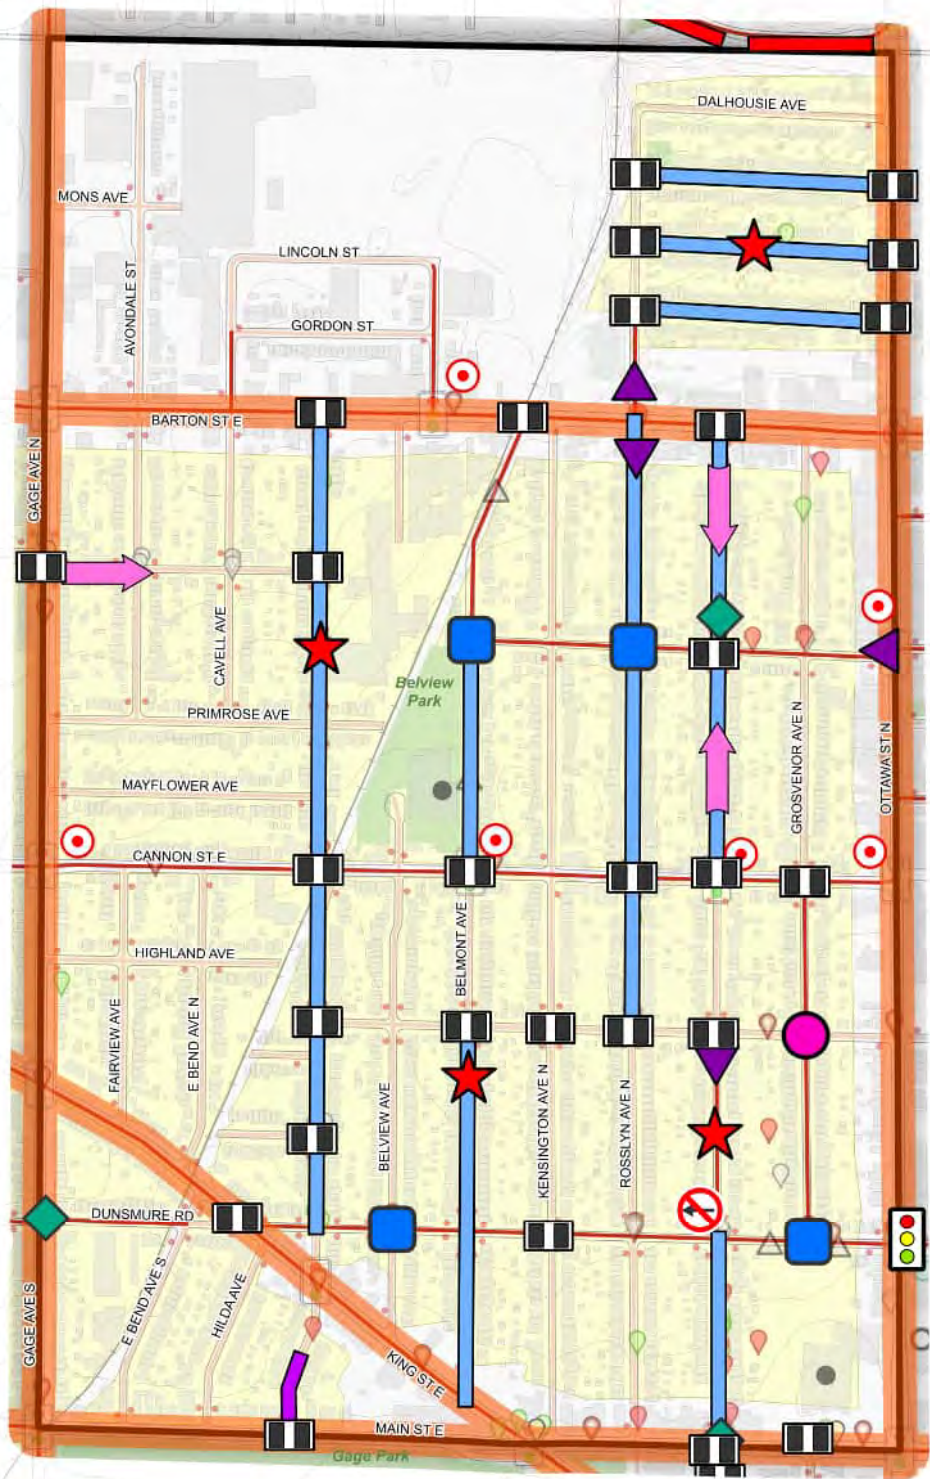 DALHOUSIE AVE
MONS AVE
LINCOLN ST
AVONDALE ST
GORDON ST
BARTON ST E
GAGE AVE N
CAVELL AVE
Belview
Park
PRIMROSE AVE
GROSVENOR AVE N
OTTAWA ST N
MAYFLOWER AVE
CANNON ST E
BELMONT AVE
HIGHLAND AVE
FAIRVIEW AVE
E BEND AVE N
BELVIEW AVE
KENSINGTON AVE N
ROSSLYN AVE N
DUNSMURE RD
GAGE AVE S
E BEND AVE S
HILDA AVE
KING ST E
MAIN ST E
Gage Park